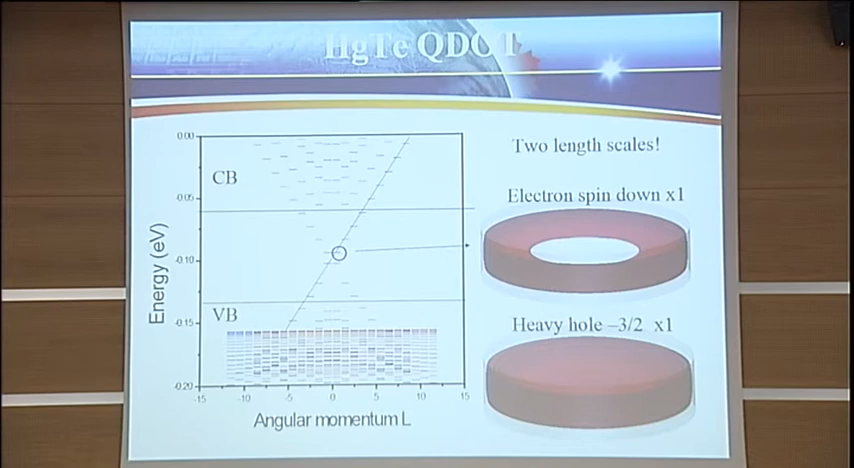 HgTe QDOT
Two length scales!
Electron spin down x1
Heavy hole –3/2 x1
CB
VB
Energy (eV)
0.00
-0.05
-0.10
-0.15
-0.20
-15
-10
-5
0
5
10
15
Angular momentum L